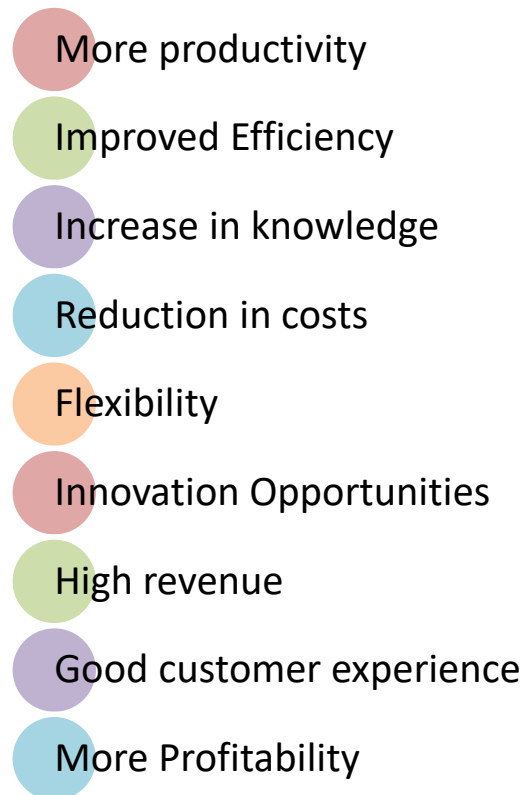 More productivity
Improved Efficiency
Increase in knowledge
Reduction in costs
Flexibility
Innovation Opportunities
High revenue
Good customer experience
More Profitability